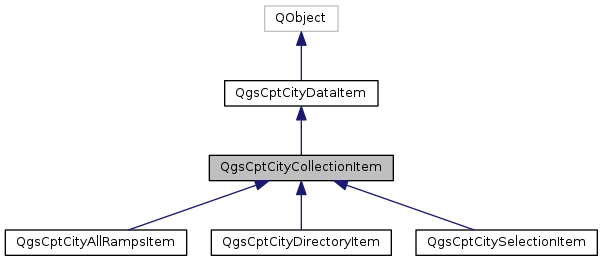 QObject
QgsCptCityDataItem
QgsCptCityCollectionItem
QgsCptCityAllRampsItem
QgsCptCityDirectoryItem
QgsCptCitySelectionItem